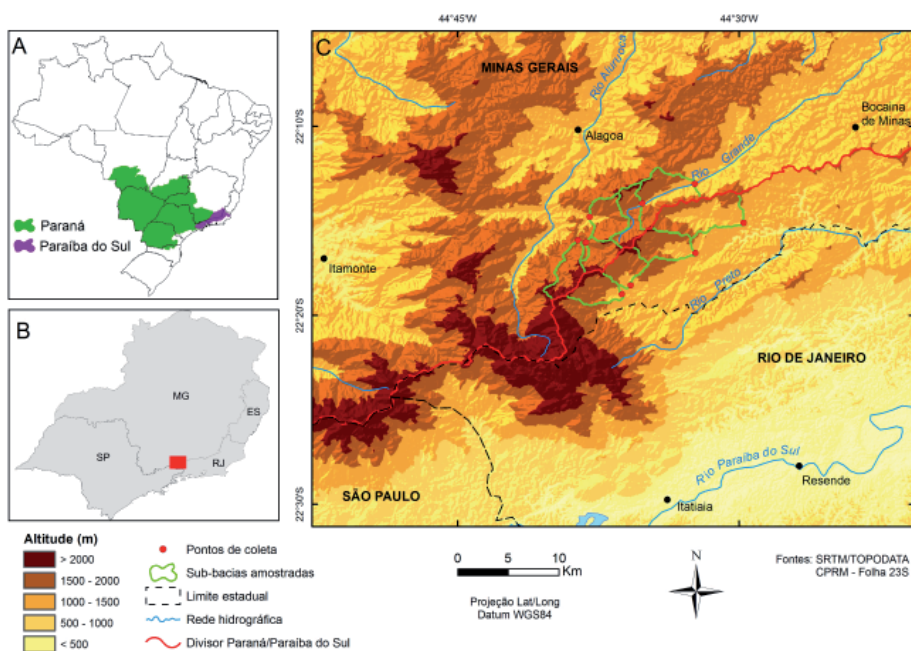 A
Paraná
Paraíba do Sul
B
MG
ES
SP
RJ
44°45'W
44°30'W
C
22°10'S
22°20'S
22°30'S
MINAS GERAIS
Rio Aiuruoca
Alagoa
Bocaina
de Minas
Rio Grande
Itamonte
Rio Preto
RIO DE JANEIRO
Rio Paraíba do Sul
Resende
SÃO PAULO
Itatiaia
Altitude (m)
> 2000
1500 - 2000
1000 - 1500
500 - 1000
< 500
Pontos de coleta
Sub-bacias amostradas
Limite estadual
Rede hidrográfica
Divisor Paraná/Paraíba do Sul
0 5 10
Km
Projeção Lat/Long
Datum WGS84
N
Fontes: SRTM/TOPODATA
CPRM - Folha 23S